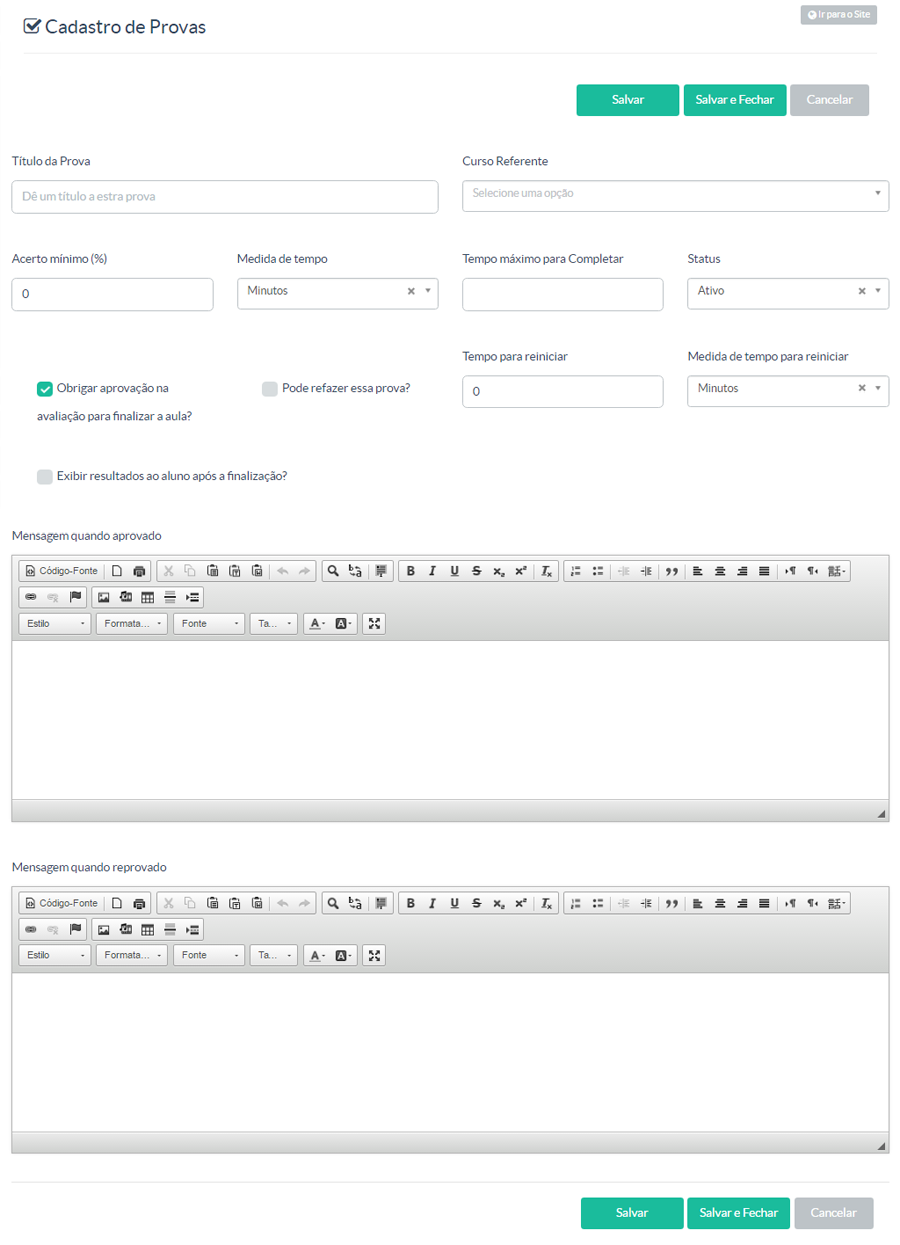 Ir para o Site
Cadastro de Provas
Salvar Salvar e Fechar Cancelar
Título da Prova Curso Referente
Dê um título a estra prova Selecione uma opção
Acerto mínimo (%) Medida de tempo Tempo máximo para Completar Status
0 Minutos Ativo
Tempo para reiniciar Medida de tempo para reiniciar
0 Minutos
Obrigar aprovação na Pode refazer essa prova?
avaliação para finalizar a aula?
Exibir resultados ao aluno após a finalização?
Mensagem quando aprovado
Código-Fonte
Estilo Formata... Fonte Ta...
Mensagem quando reprovado
Código-Fonte
Estilo Formata... Fonte Ta...
Salvar Salvar e Fechar Cancelar